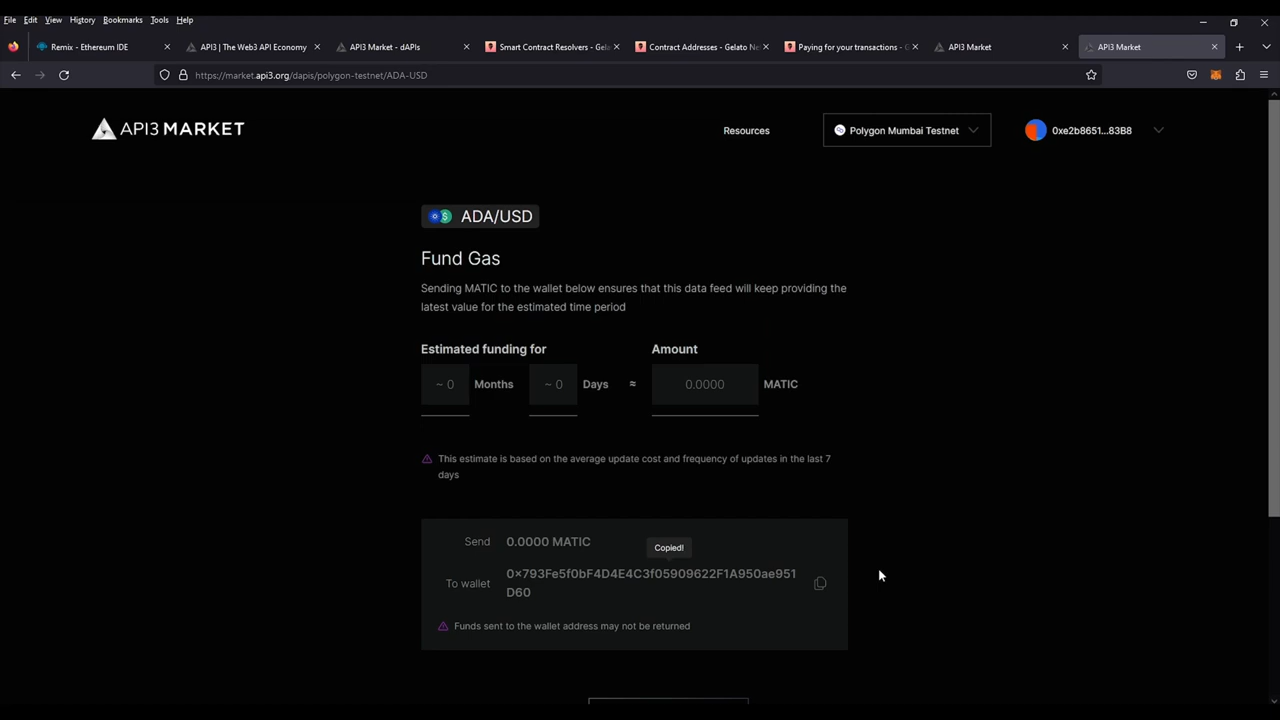 File Edit View History Bookmarks Tools Help
Remix - Ethereum IDE
API3 | The Web3 API Economy
API3 Market - dAPIs
Smart Contract Resolvers - Gela
Contract Addresses - Gelato Net
Paying for your transactions - G
API3 Market
API3 Market
https://market.api3.org/dapis/polygon-testnet/ADA-USD
API3 MARKET
Resources
Polygon Mumbai Testnet
0xe2b8651...83B8
ADA/USD
Fund Gas
Sending MATIC to the wallet below ensures that this data feed will keep providing the
latest value for the estimated time period
Estimated funding for
Amount
~ 0 Months ~ 0 Days ≈ 0.0000 MATIC
This estimate is based on the average update cost and frequency of updates in the last 7
days
Send 0.0000 MATIC
Copied!
To wallet
0x793Fe5f0bF4D4E4C3f05909622F1A950ae951
D60
Funds sent to the wallet address may not be returned